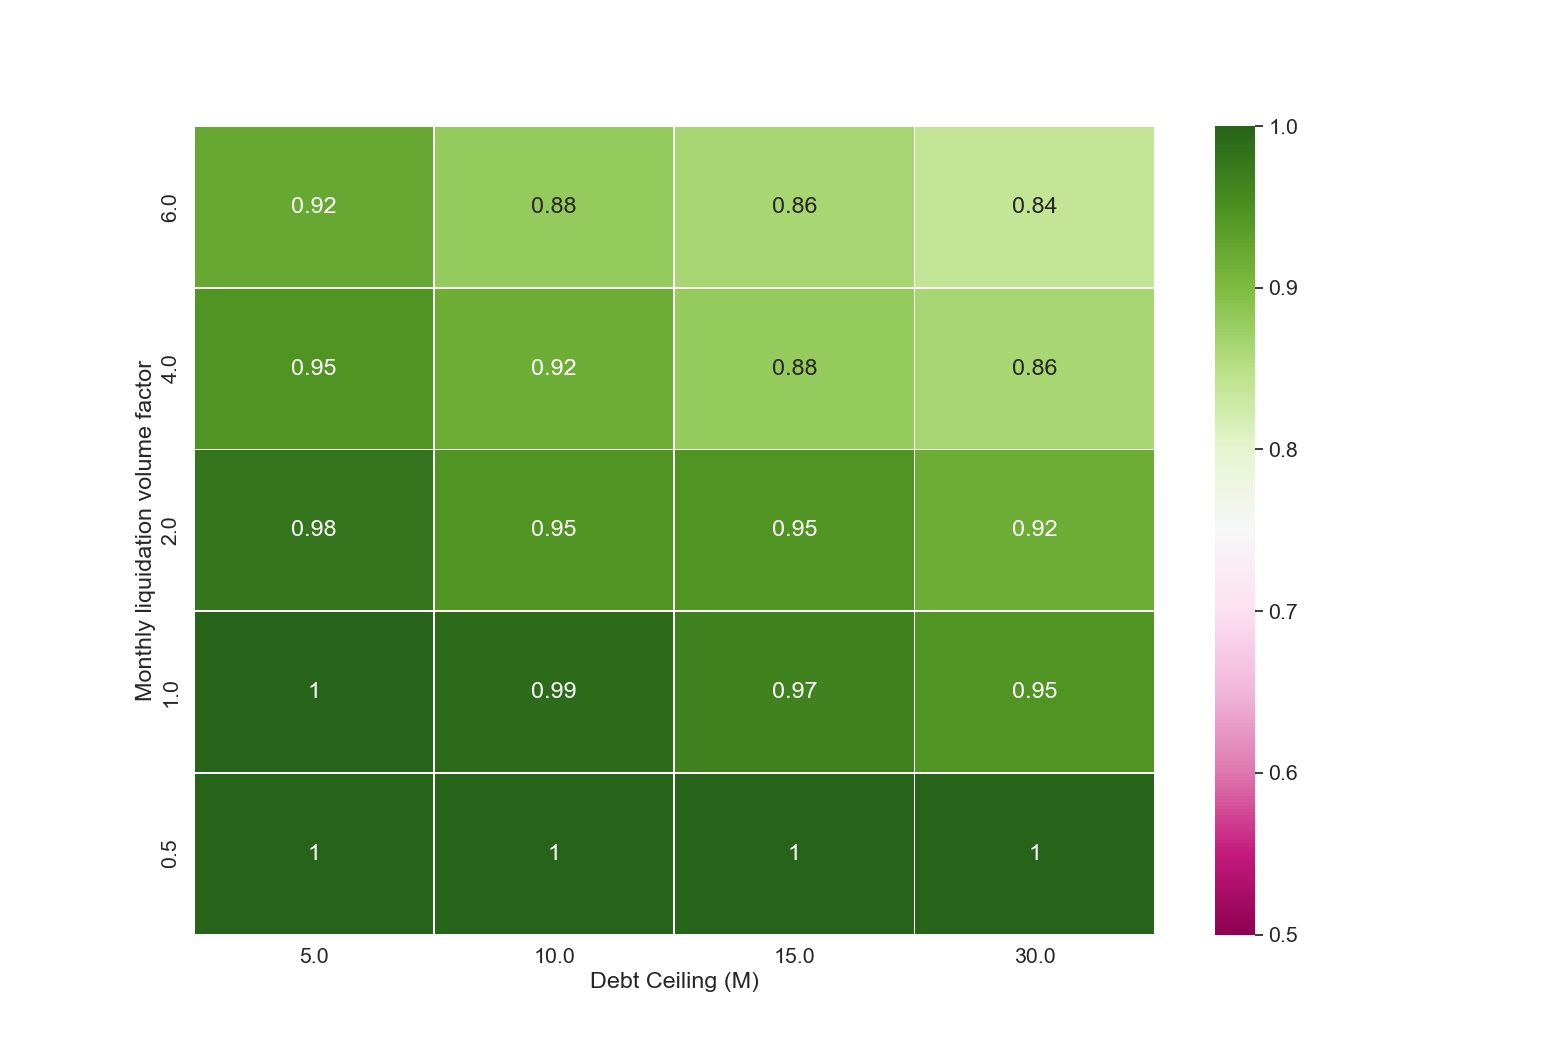 6.0 0.92 0.88 0.86 0.84
4.0 0.95 0.92 0.88 0.86
2.0 0.98 0.95 0.95 0.92
1.0 1 0.99 0.97 0.95
0.5 1 1 1 1
5.0 10.0 15.0 30.0
Debt Ceiling (M)
Monthly liquidation volume factor
1.0
0.9
0.8
0.7
0.6
0.5